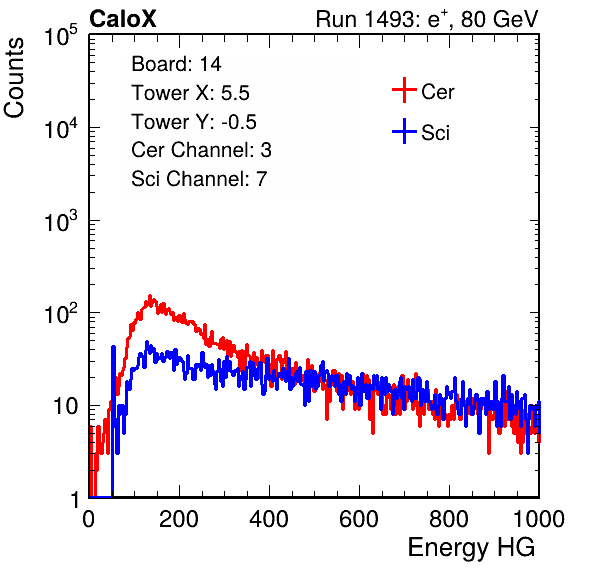 CaloX Run 1493: e⁺, 80 GeV
Counts
10⁵
10⁴
10³
10²
10
1
Board: 14
Tower X: 5.5
Tower Y: -0.5
Cer Channel: 3
Sci Channel: 7
Cer
Sci
0 200 400 600 800 1000
Energy HG